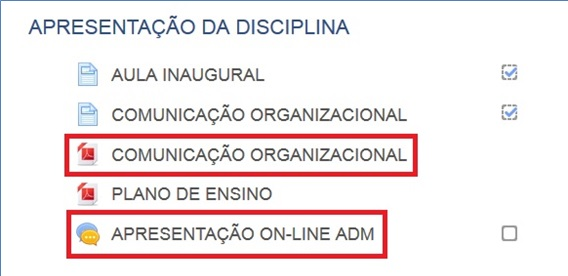 APRESENTAÇÃO DA DISCIPLINA
AULA INAUGURAL
COMUNICAÇÃO ORGANIZACIONAL
COMUNICAÇÃO ORGANIZACIONAL
PLANO DE ENSINO
APRESENTAÇÃO ON-LINE ADM